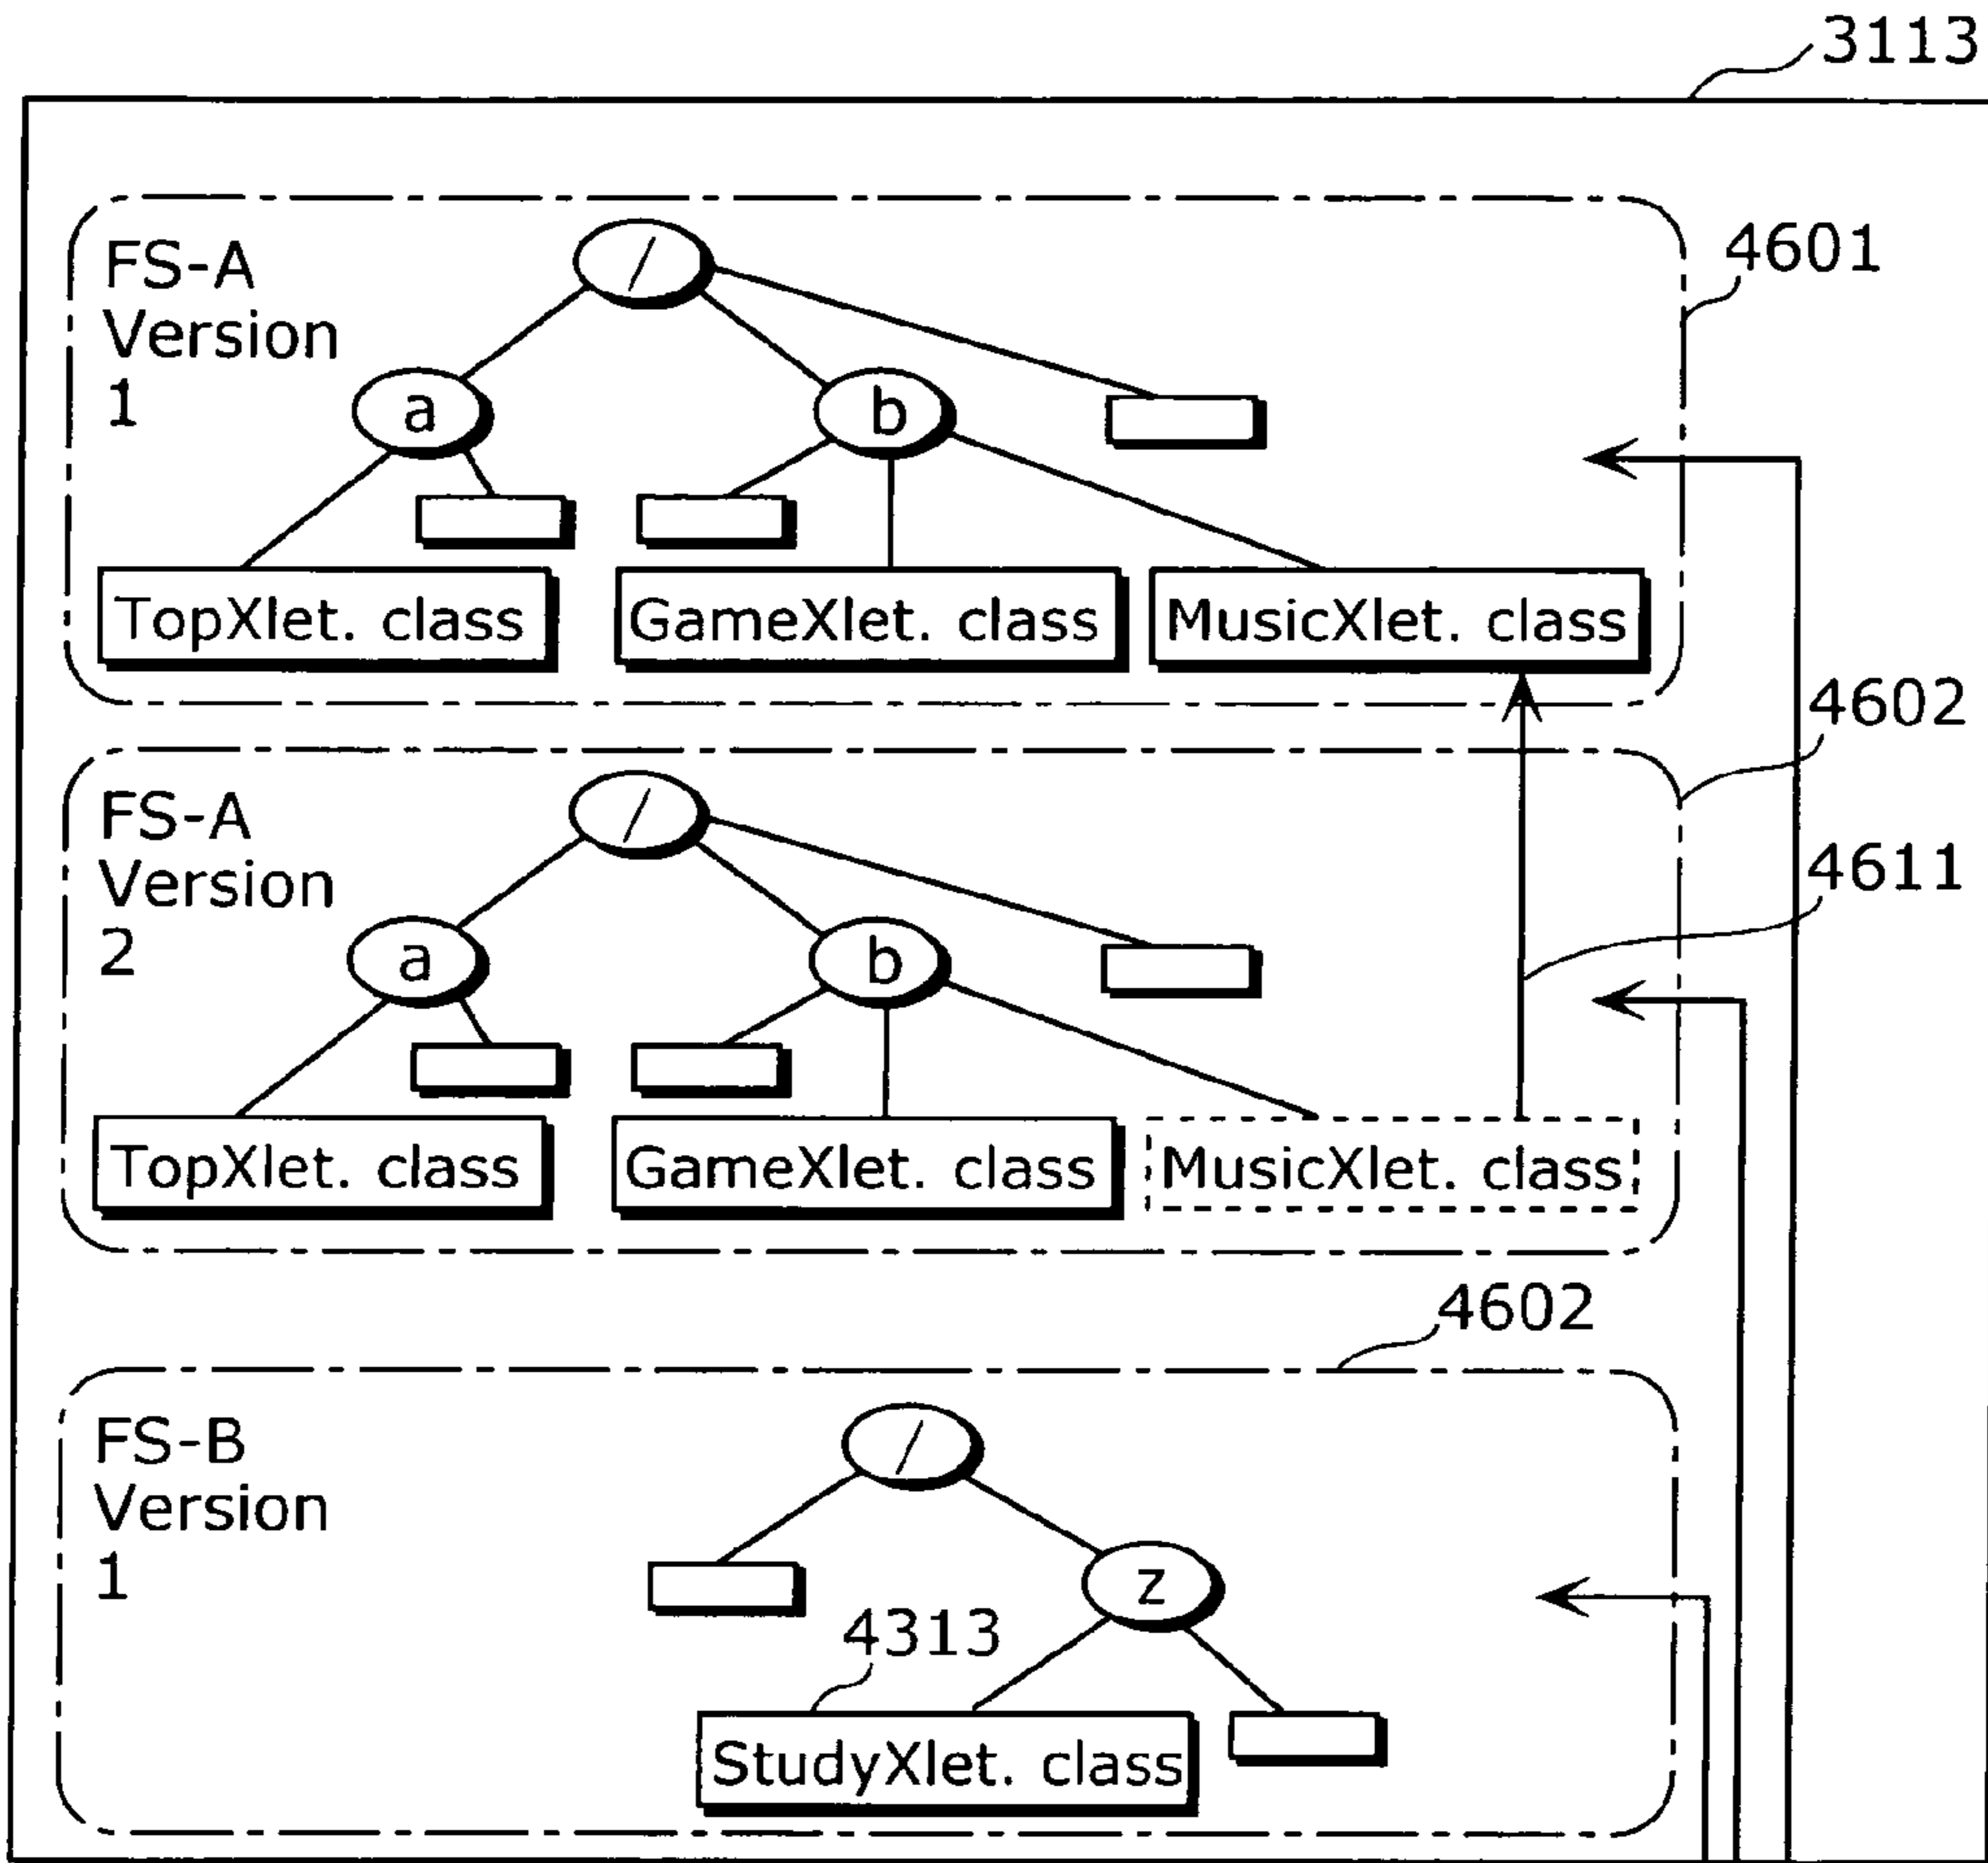 3113
FS-A
Version
1
/
4601
a
b
TopXlet. class
GameXlet. class
MusicXlet. class
4602
FS-A
Version
2
/
4611
a
b
TopXlet. class
GameXlet. class
MusicXlet. class
4602
FS-B
Version
1
/
z
4313
StudyXlet. class